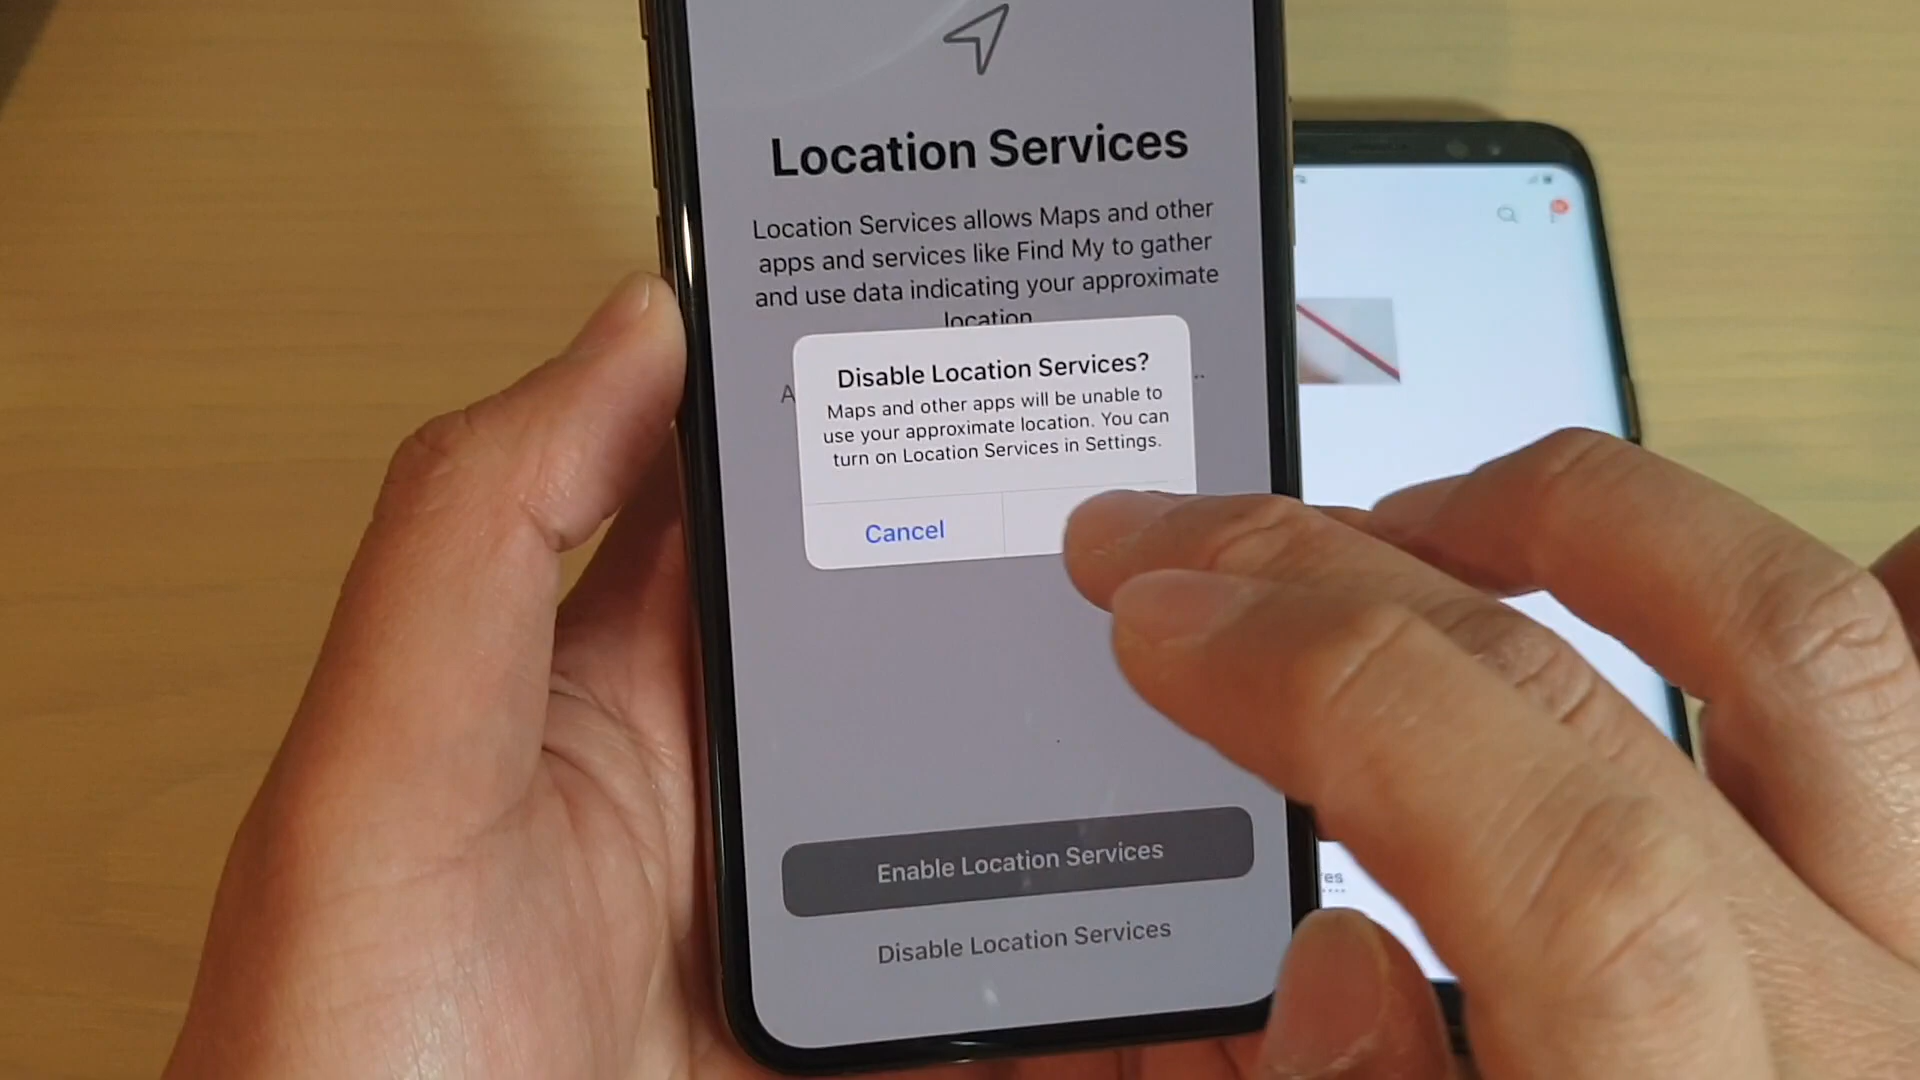 Location Services
Location Services allows Maps and other
apps and services like Find My to gather
and use data indicating your approximate
location
A
Disable Location Services?
Maps and other apps will be unable to
use your approximate location. You can
turn on Location Services in Settings.
Cancel
Enable Location Services
Disable Location Services